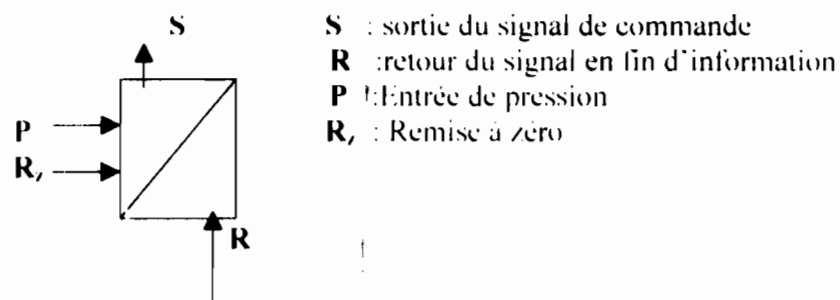 S
P
R,
R
S : sortie du signal de commande
R :retour du signal en fin d'information
P :Entrée de pression
R, : Remise à zéro